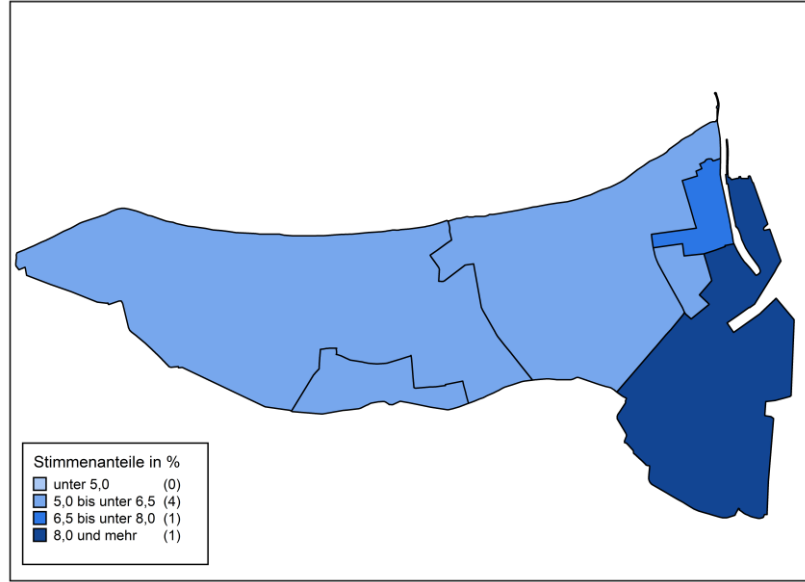 Stimmenanteile in %
unter 5,0 (0)
5,0 bis unter 6,5 (4)
6,5 bis unter 8,0 (1)
8,0 und mehr (1)